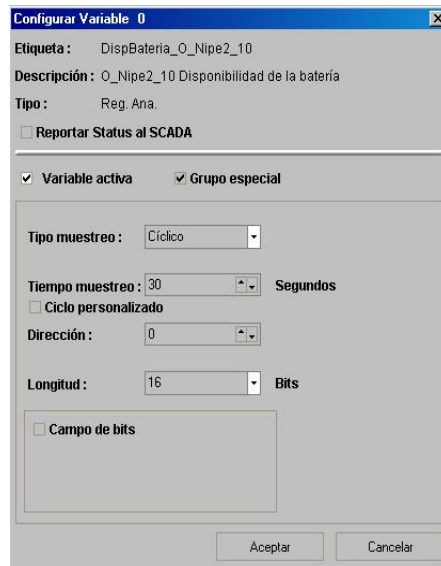 Configurar Variable 0
Etiqueta : DispBateria_O_Nipe2_10
Descripción : O_Nipe2_10 Disponibilidad de la batería
Tipo : Reg. Ana.
Reportar Status al SCADA
Variable activa Grupo especial
Tipo muestreo : Cíclico
Tiempo muestreo : 30 Segundos
Ciclo personalizado
Dirección : 0
Longitud : 16 Bits
Campo de bits
Aceptar Cancelar